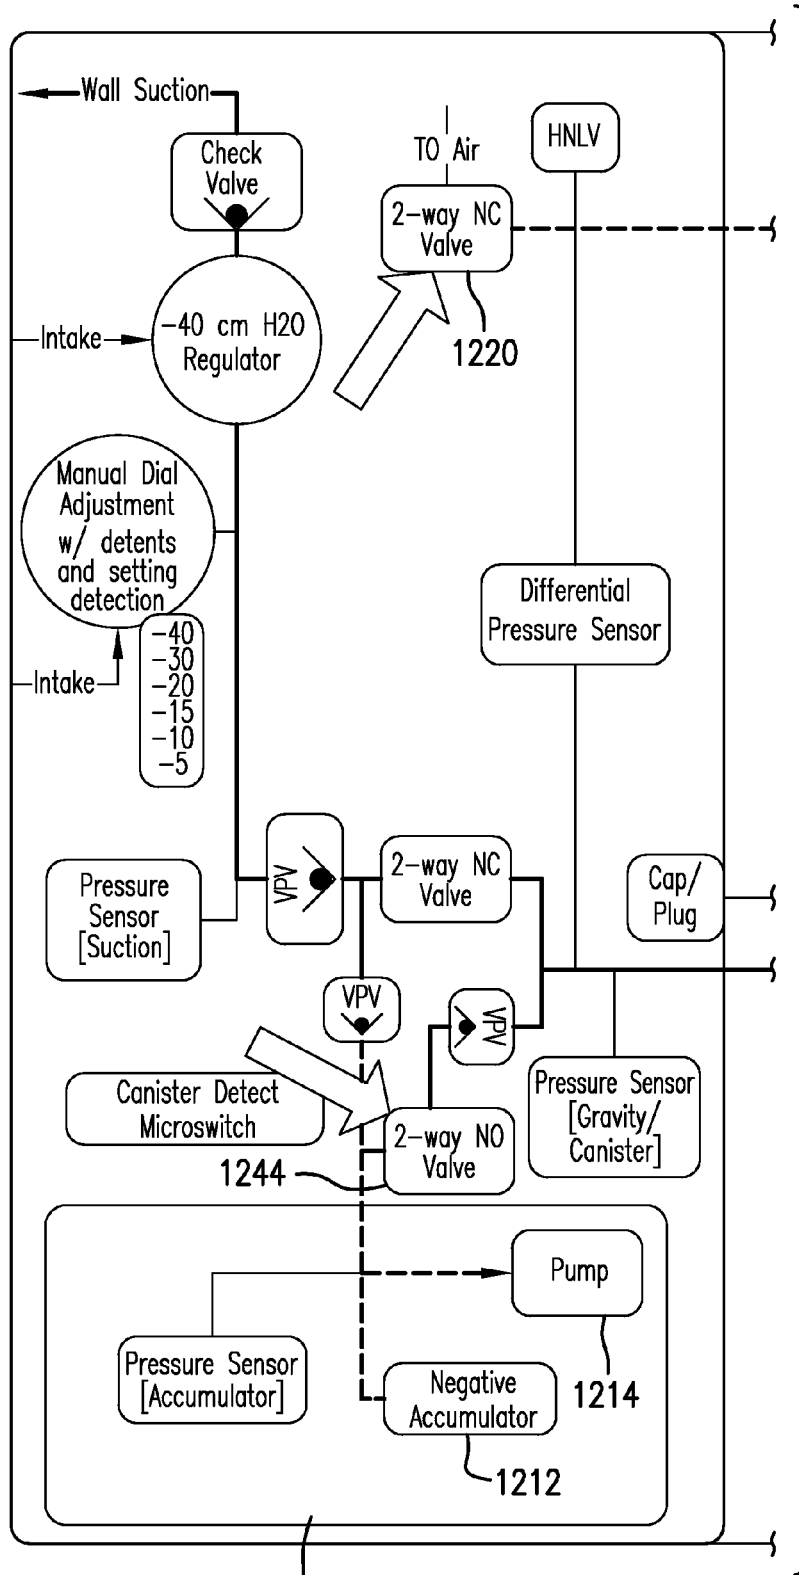 Wall Suction
Check
Valve
TO Air
HNLV
2-way NC
Valve
1220
Intake
-40 cm H2O
Regulator
Manual Dial
Adjustment
w/ detents
and setting
detection
Intake
-40
-30
-20
-15
-10
-5
Differential
Pressure Sensor
Pressure
Sensor
[Suction]
VPV
2-way NC
Valve
Cap/
Plug
VPV
VPV
Canister Detect
Microswitch
2-way NO
Valve
1244
Pressure Sensor
[Gravity/
Canister]
Pump
1214
Pressure Sensor
[Accumulator]
Negative
Accumulator
1212